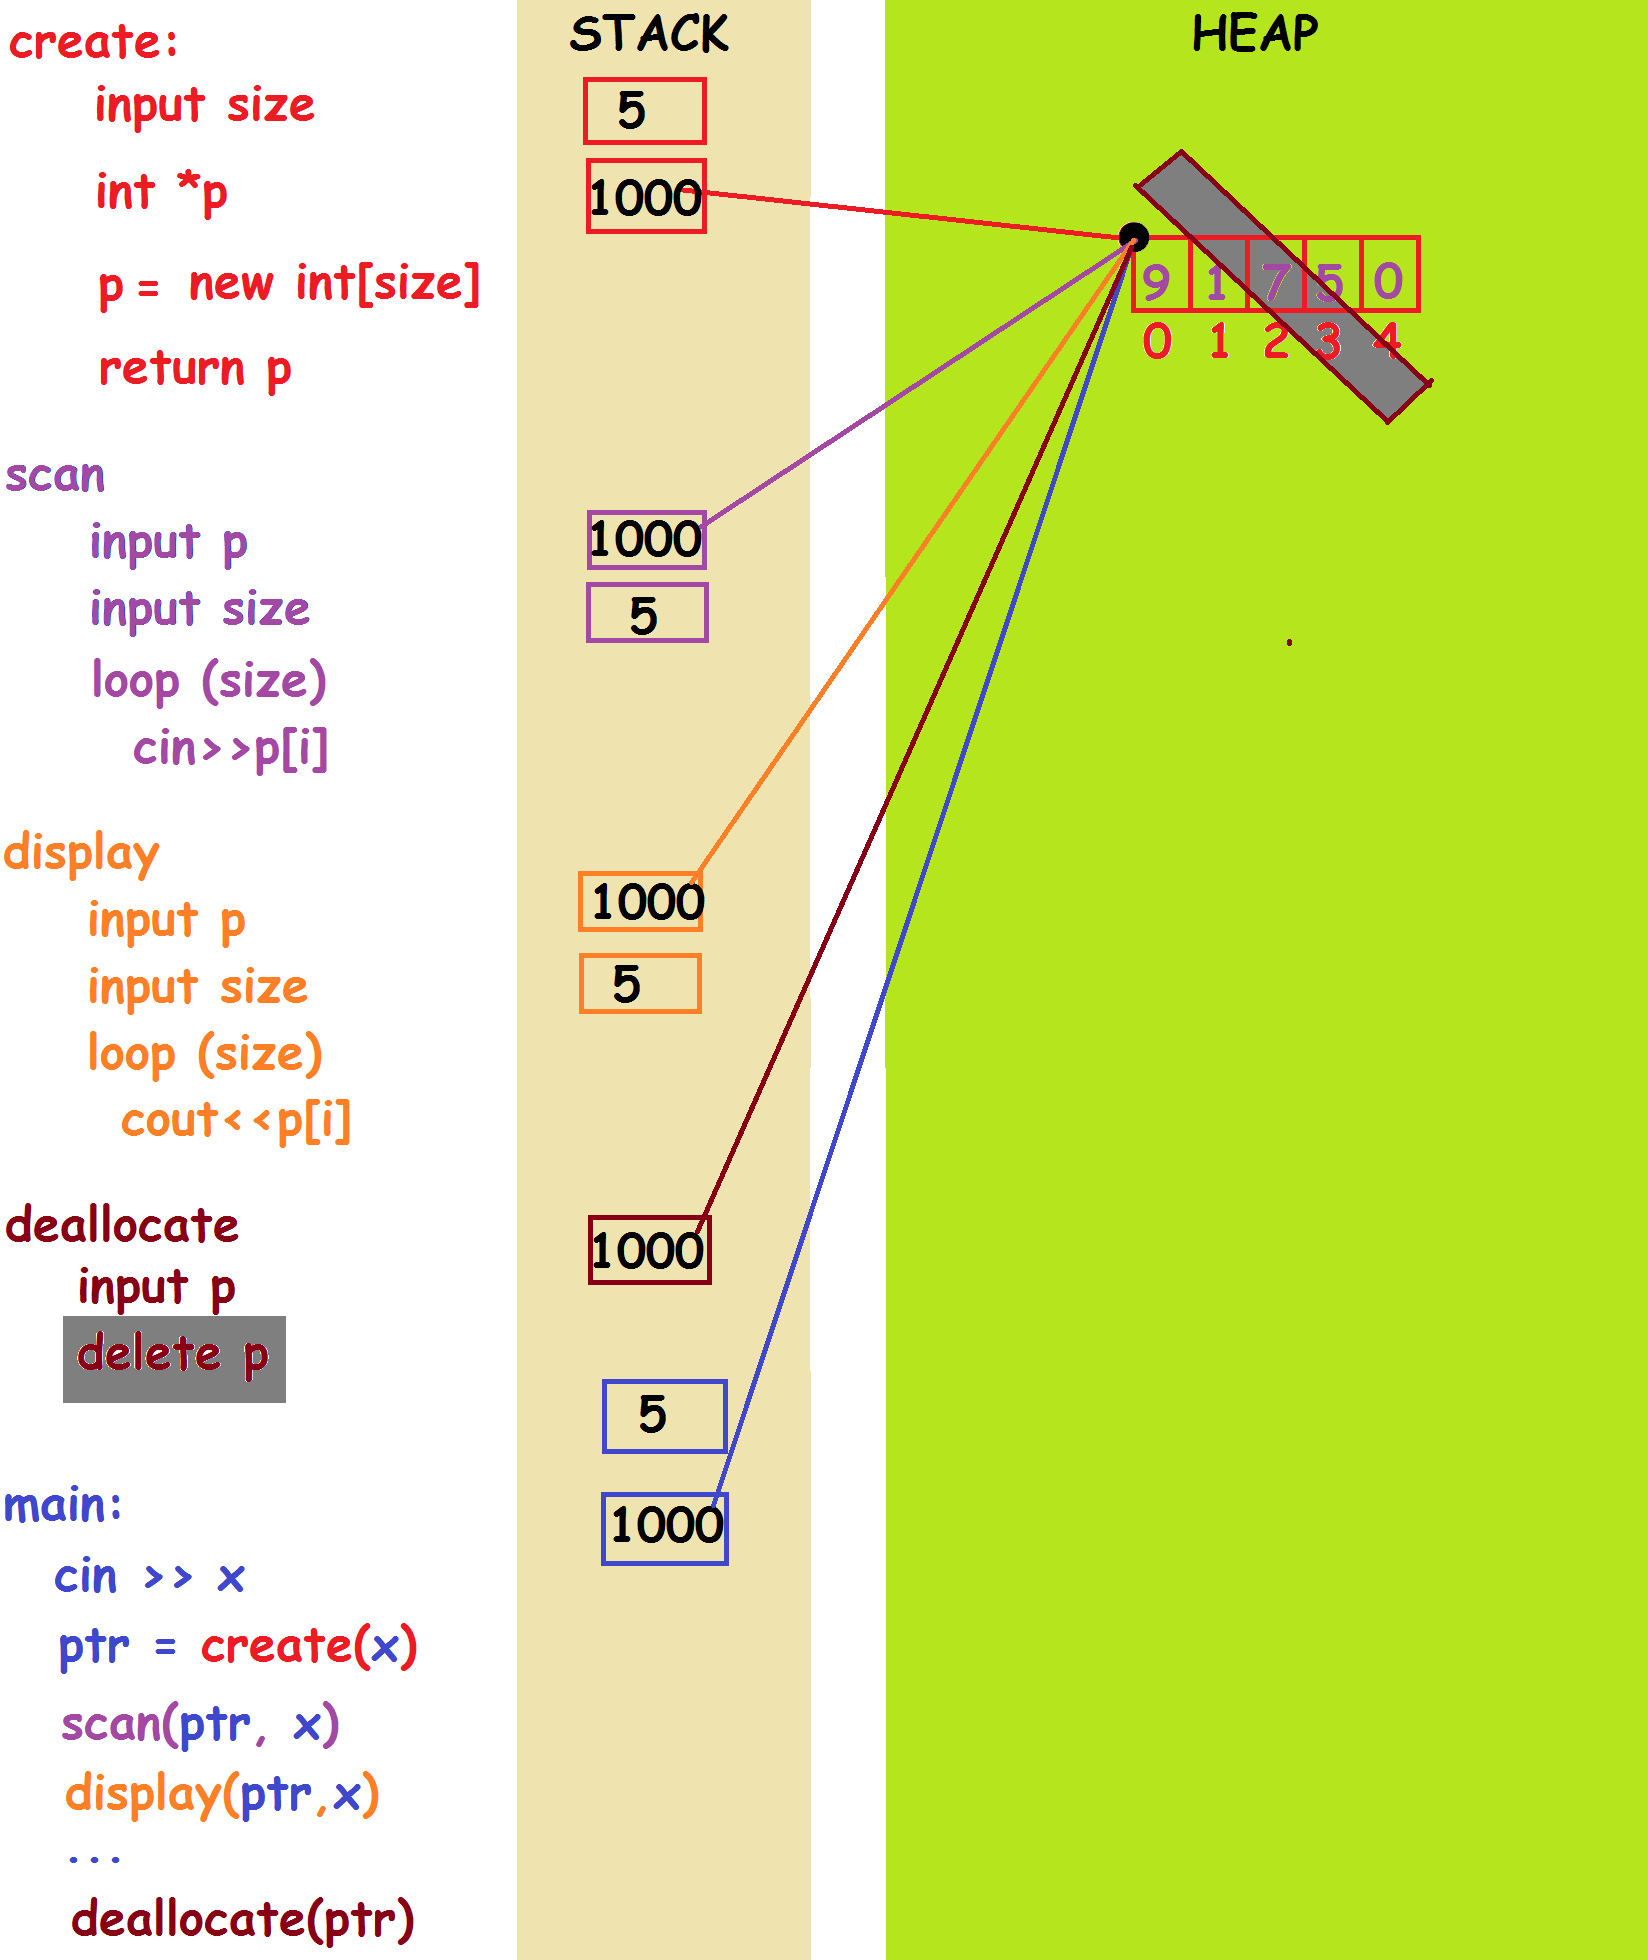 create:
input size
int *p
p = new int[size]
return p
scan
input p
input size
loop (size)
cin>>p[i]
display
input p
input size
loop (size)
cout<<p[i]
deallocate
input p
delete p
main:
cin >> x
ptr = create(x)
scan(ptr, x)
display(ptr,x)
...
deallocate(ptr)
STACK
5
1000
1000
5
1000
5
1000
5
1000
HEAP
9 1 7 5 0
0 1 2 3 4